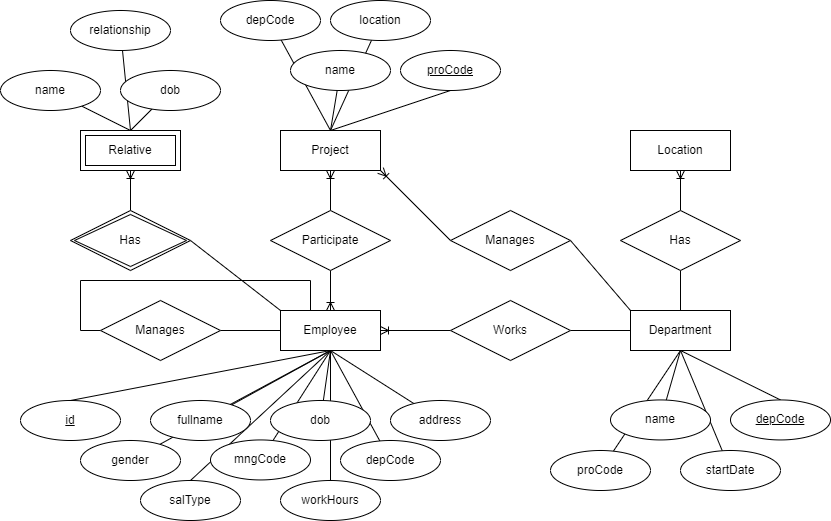 depCode
location
relationship
name
proCode
name
dob
Relative
Project
Location
Has
Participate
Manages
Has
Manages
Employee
Works
Department
id
fullname
dob
address
name
depCode
gender
mngCode
depCode
proCode
startDate
salType
workHours